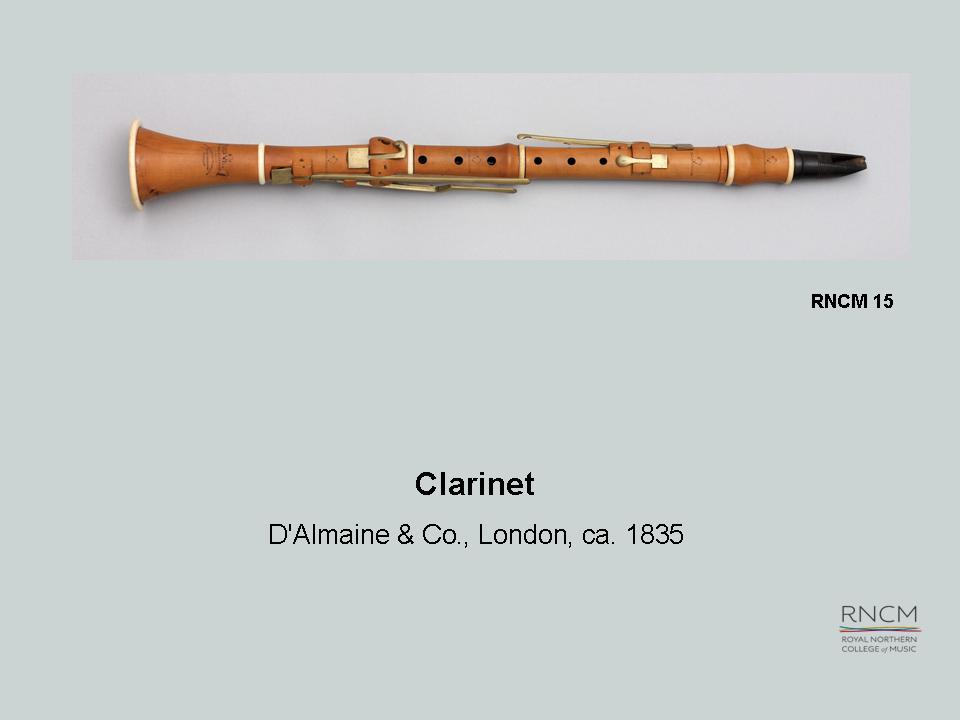 RNCM 15
Clarinet
D'Almaine & Co., London, ca. 1835
RNCM
ROYAL NORTHERN
COLLEGE of MUSIC